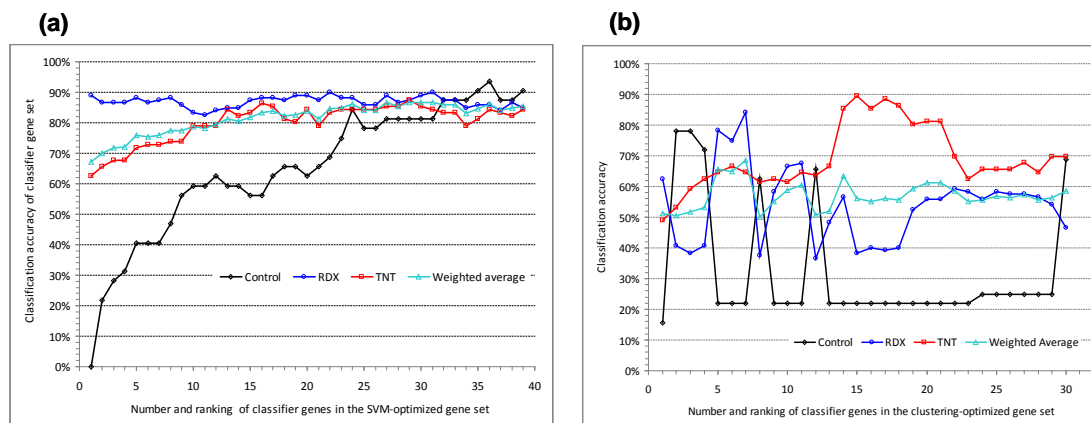 (a)
Classification accuracy of classifier gene set
100%
90%
80%
70%
60%
50%
40%
30%
20%
10%
0%
Control RDX TNT Weighted average
0 5 10 15 20 25 30 35 40
Number and ranking of classifier genes in the SVM-optimized gene set
(b)
Classification accuracy
100%
90%
80%
70%
60%
50%
40%
30%
20%
10%
0%
Control RDX TNT Weighted Average
0 5 10 15 20 25 30
Number and ranking of classifier genes in the clustering-optimized gene set